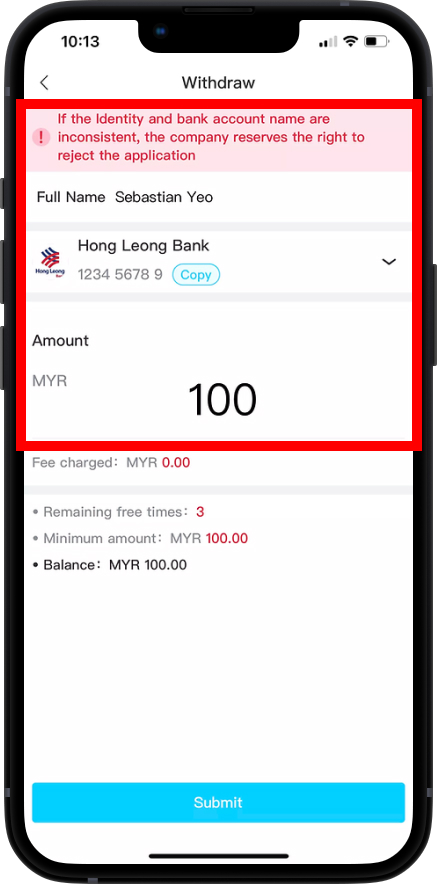 10:13
Withdraw
If the Identity and bank account name are
inconsistent, the company reserves the right to
reject the application
Full Name Sebastian Yeo
Hong Leong Bank
Hong Leong
1234 5678 9 Copy
Amount
MYR
100
Fee charged: MYR 0.00
• Remaining free times: 3
• Minimum amount: MYR 100.00
• Balance: MYR 100.00
Submit